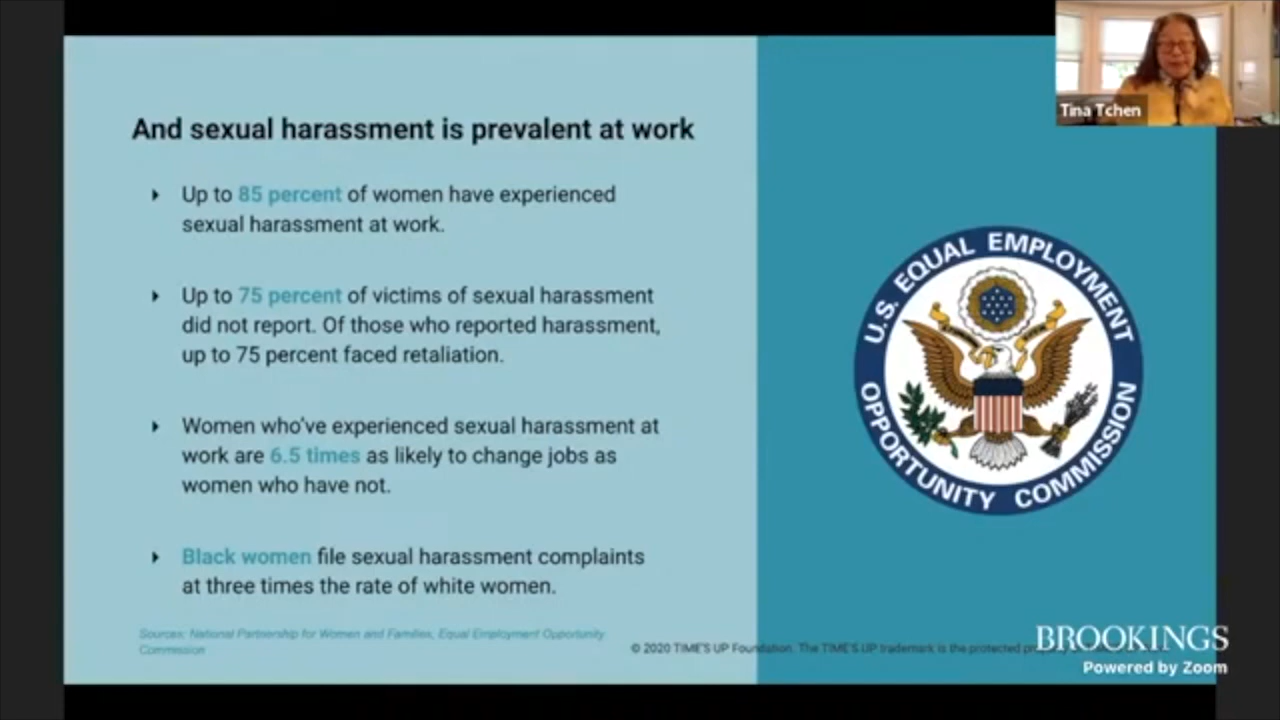 Tina Tchen
And sexual harassment is prevalent at work
Up to 85 percent of women have experienced
sexual harassment at work.
Up to 75 percent of victims of sexual harassment
did not report. Of those who reported harassment,
up to 75 percent faced retaliation.
Women who've experienced sexual harassment at
work are 6.5 times as likely to change jobs as
women who have not.
Black women file sexual harassment complaints
at three times the rate of white women.
Sources: National Partnership for Women and Families, Equal Employment Opportunity
Commission
U.S. EQUAL EMPLOYMENT
OPPORTUNITY COMMISSION
© 2020 TIME'S UP Foundation. The TIME'S UP trademark is the protected
BROOKINGS
Powered by Zoom